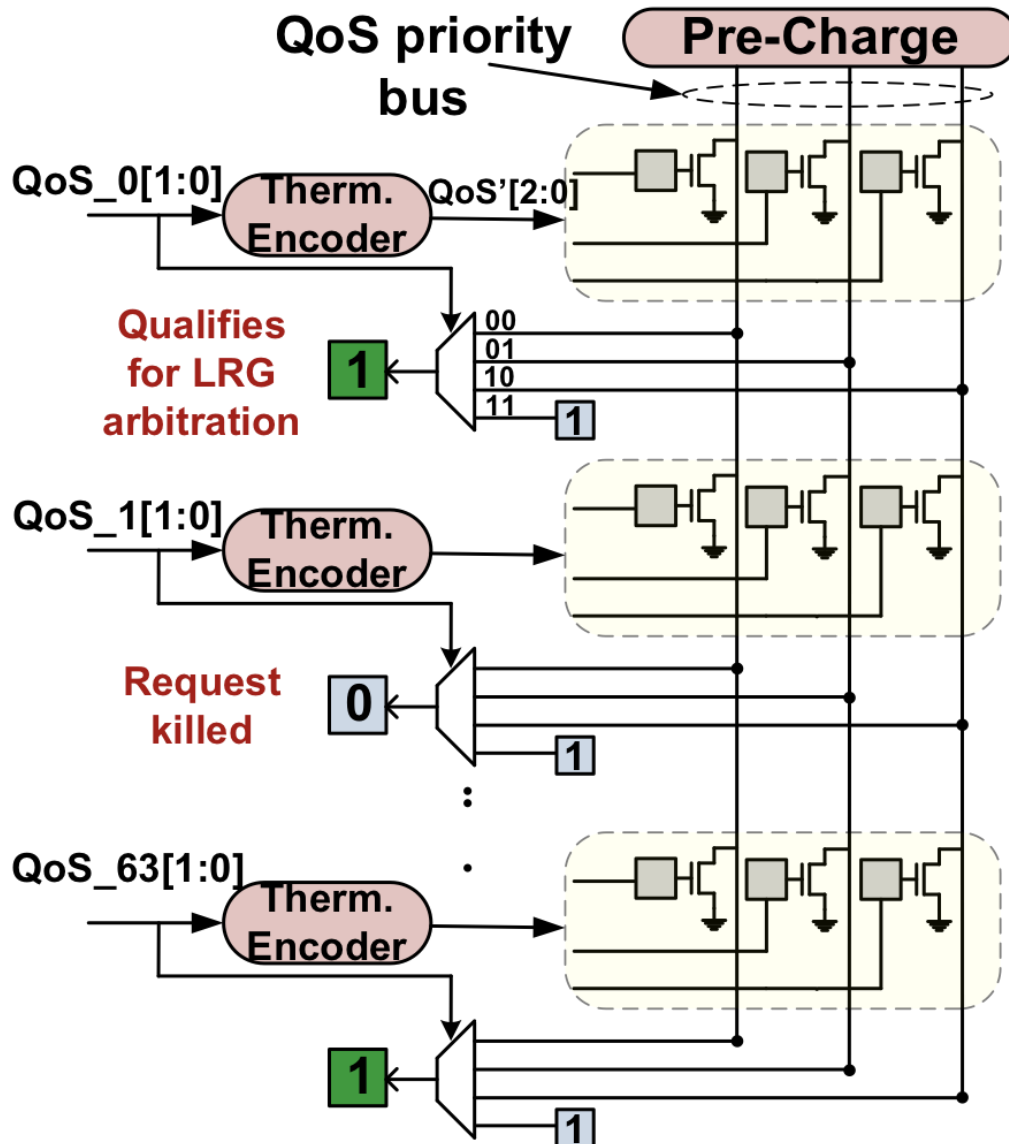 QoS priority
bus
Pre-Charge
QoS_0[1:0]
Therm.
Encoder
QoS'[2:0]
Qualifies
for LRG
arbitration
1
00
01
10
11
1
QoS_1[1:0]
Therm.
Encoder
Request
killed
0
1
QoS_63[1:0]
Therm.
Encoder
1
1